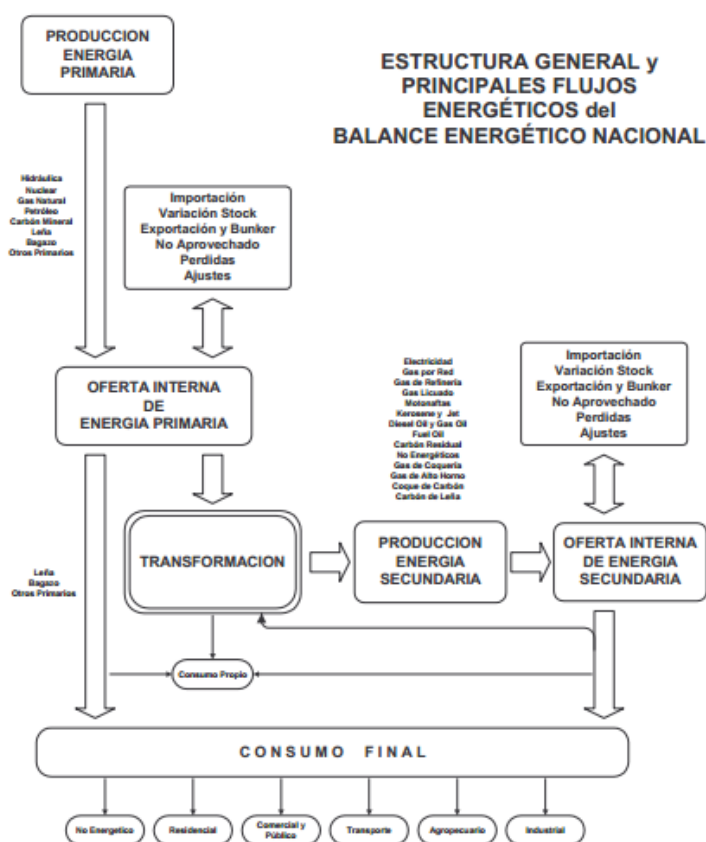 PRODUCCION
ENERGIA
PRIMARIA
ESTRUCTURA GENERAL y
PRINCIPALES FLUJOS
ENERGÉTICOS del
BALANCE ENERGÉTICO NACIONAL
Hidráulica
Nuclear
Gas Natural
Petróleo
Carbón Mineral
Leña
Bagazo
Otros Primarios
Importación
Variación Stock
Exportación y Bunker
No Aprovechado
Perdidas
Ajustes
OFERTA INTERNA
DE
ENERGIA PRIMARIA
Electricidad
Gas por Red
Gas de Refinería
Gas Licuado
Motonaftas
Kerosene y Jet
Diesel Oil y Gas Oil
Fuel Oil
Carbón Residual
No Energéticos
Gas de Coquería
Gas de Alto Horno
Coque de Carbón
Carbón de Leña
Importación
Variación Stock
Exportación y Bunker
No Aprovechado
Perdidas
Ajustes
TRANSFORMACION
PRODUCCION
ENERGIA
SECUNDARIA
OFERTA INTERNA
DE ENERGIA
SECUNDARIA
Leña
Bagazo
Otros Primarios
Consumo Propio
CONSUMO FINAL
No Energetico
Residencial
Comercial y
Público
Transporte
Agropecuario
Industrial